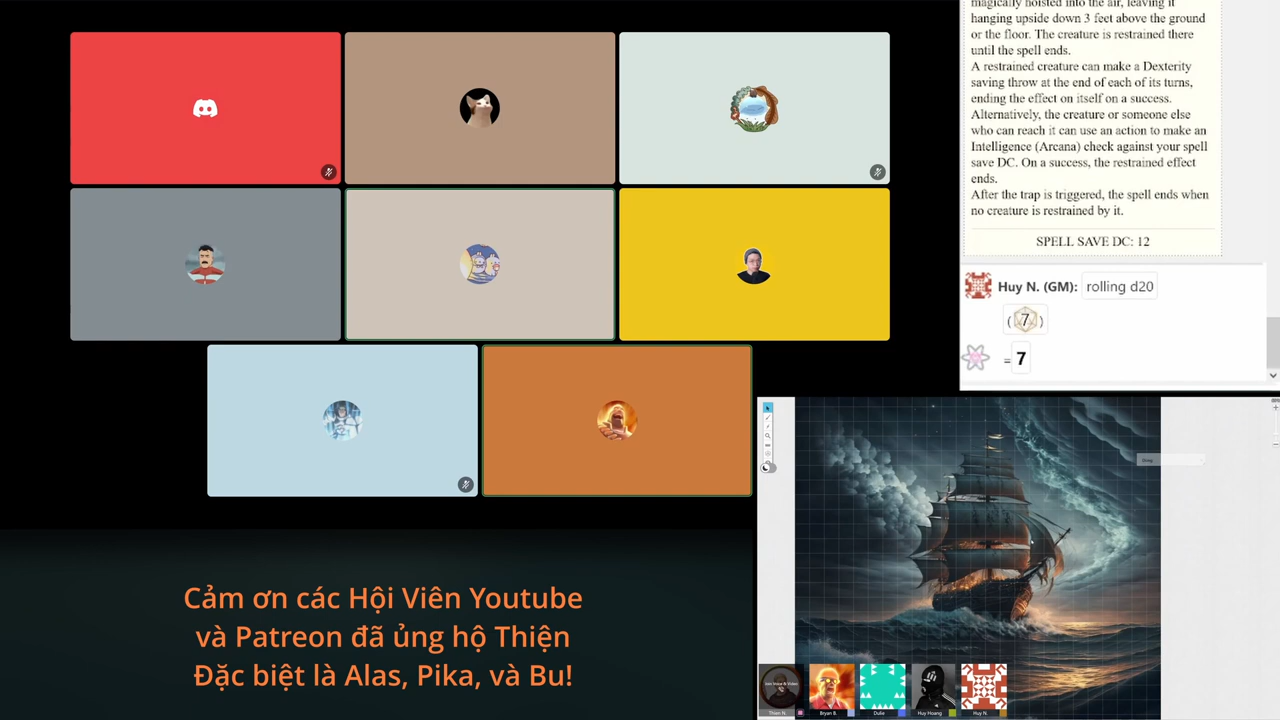 magically hoisted into the air, leaving it
hanging upside down 3 feet above the ground
or the floor. The creature is restrained there
until the spell ends.
A restrained creature can make a Dexterity
saving throw at the end of each of its turns,
ending the effect on itself on a success.
Alternatively, the creature or someone else
who can reach it can use an action to make an
Intelligence (Arcana) check against your spell
save DC. On a success, the restrained effect
ends.
After the trap is triggered, the spell ends when
no creature is restrained by it.
SPELL SAVE DC: 12
Huy N. (GM): rolling d20
(7)
=7
Cảm ơn các Hội Viên Youtube
và Patreon đã ủng hộ Thiện
Đặc biệt là Alas, Pika, và Bu!
Thien N. Bryan B. Dulie Huy Hoang Huy N.